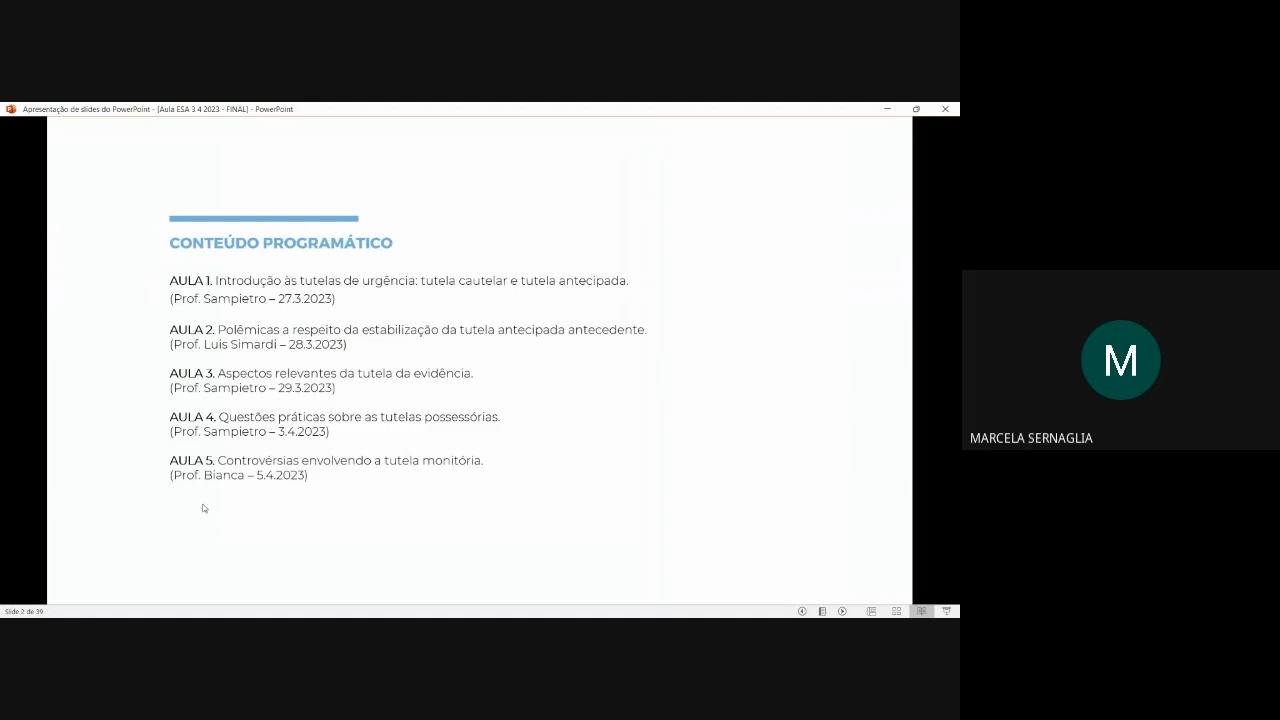 Apresentação de slides do PowerPoint - [Aula ESA 3 4 2023 - FINAL] - PowerPoint
CONTEÚDO PROGRAMÁTICO
AULA 1. Introdução às tutelas de urgência: tutela cautelar e tutela antecipada.
(Prof. Sampietro – 27.3.2023)
AULA 2. Polêmicas a respeito da estabilização da tutela antecipada antecedente.
(Prof. Luis Simardi – 28.3.2023)
AULA 3. Aspectos relevantes da tutela da evidência.
(Prof. Sampietro – 29.3.2023)
AULA 4. Questões práticas sobre as tutelas possessórias.
(Prof. Sampietro – 3.4.2023)
AULA 5. Controvérsias envolvendo a tutela monitória.
(Prof. Bianca – 5.4.2023)
M
MARCELA SERNAGLIA
Slide 2 de 39